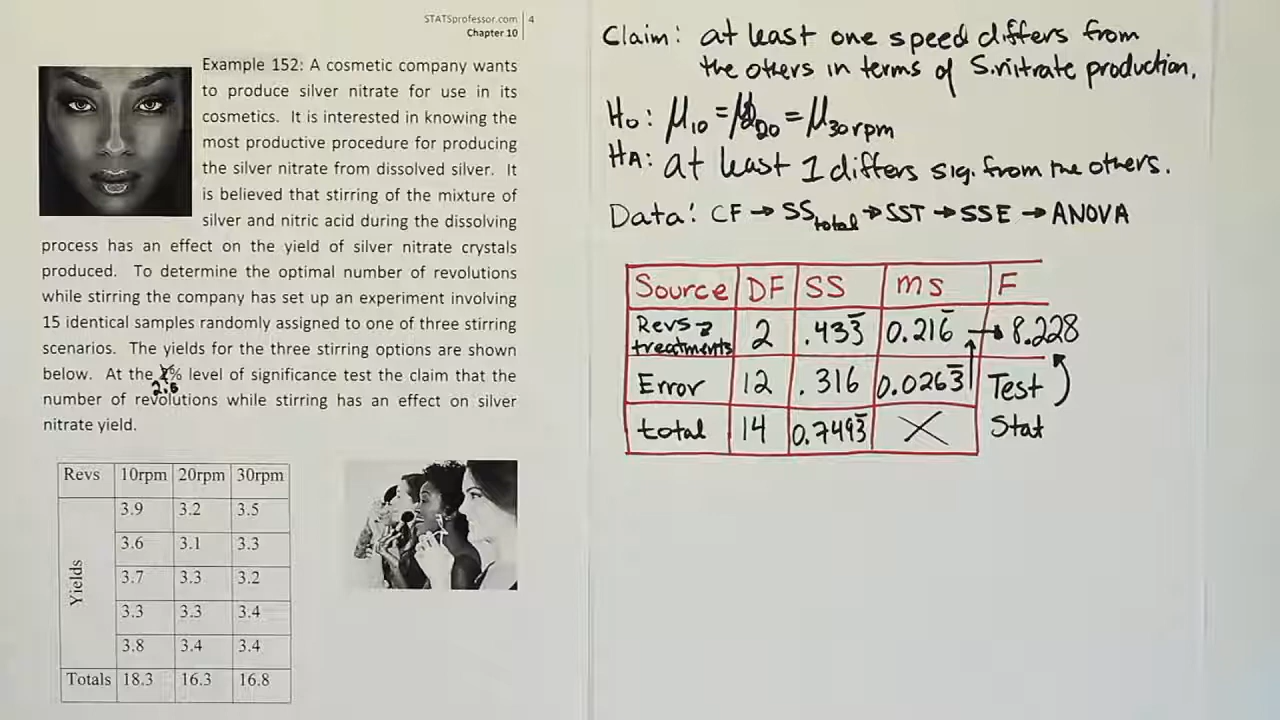 STATSprofessor.com 4
Chapter 10
Example 152: A cosmetic company wants
to produce silver nitrate for use in its
cosmetics. It is interested in knowing the
most productive procedure for producing
the silver nitrate from dissolved silver. It
is believed that stirring of the mixture of
silver and nitric acid during the dissolving
process has an effect on the yield of silver nitrate crystals
produced. To determine the optimal number of revolutions
while stirring the company has set up an experiment involving
15 identical samples randomly assigned to one of three stirring
scenarios. The yields for the three stirring options are shown
below. At the % level of significance test the claim that the
2.5
number of revolutions while stirring has an effect on silver
nitrate yield.
Revs 10rpm 20rpm 30rpm
Yields
3.9 3.2 3.5
3.6 3.1 3.3
3.7 3.3 3.2
3.3 3.3 3.4
3.8 3.4 3.4
Totals 18.3 16.3 16.8
Claim: at least one speed differs from
the others in terms of S.nitrate production.
H₀: μ₁₀ = μ₂₀ = μ₃₀rpm
HA: at least 1 differs sig. from the others.
Data: CF → SStotal → SST → SSE → ANOVA
Source DF SS MS F
Revs 2 .433̅ 0.216̅ → 8.228
treatments
Error 12 .316 0.0263̅ Test
total 14 0.7493̅ Stat